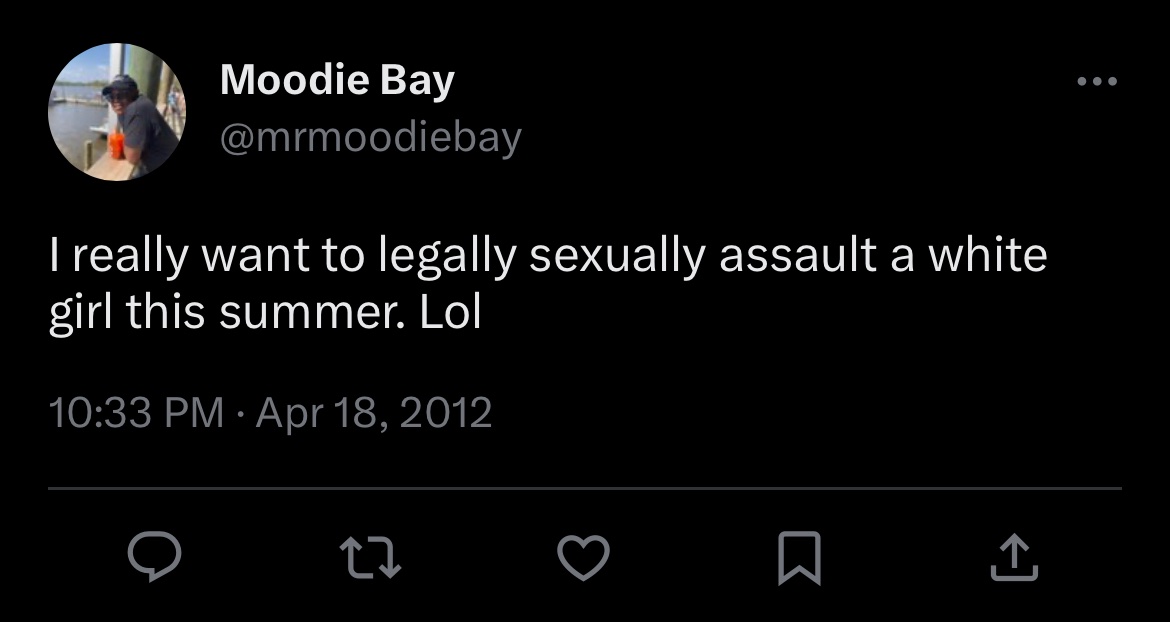 Moodie Bay
@mrmoodiebay
I really want to legally sexually assault a white
girl this summer. Lol
10:33 PM · Apr 18, 2012